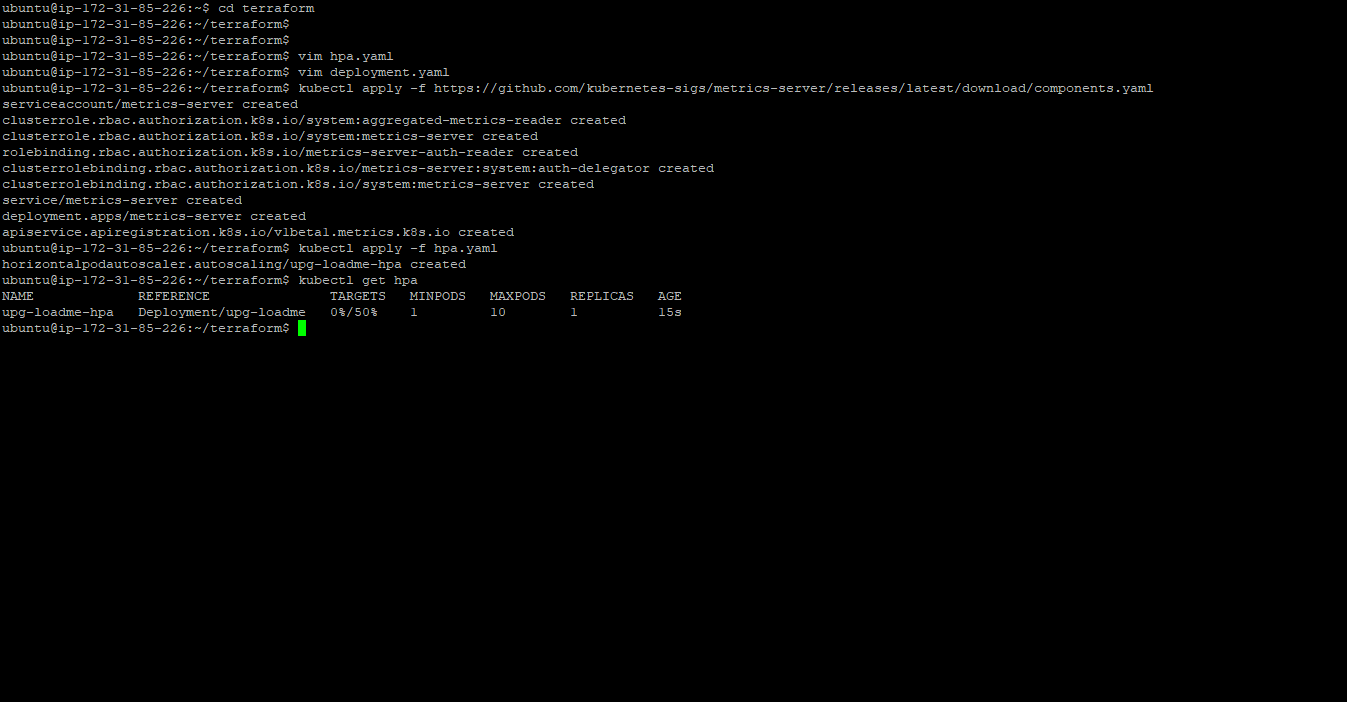 ubuntu@ip-172-31-85-226:~$ cd terraform
ubuntu@ip-172-31-85-226:~/terraform$
ubuntu@ip-172-31-85-226:~/terraform$
ubuntu@ip-172-31-85-226:~/terraform$ vim hpa.yaml
ubuntu@ip-172-31-85-226:~/terraform$ vim deployment.yaml
ubuntu@ip-172-31-85-226:~/terraform$ kubectl apply -f https://github.com/kubernetes-sigs/metrics-server/releases/latest/download/components.yaml
serviceaccount/metrics-server created
clusterrole.rbac.authorization.k8s.io/system:aggregated-metrics-reader created
clusterrole.rbac.authorization.k8s.io/system:metrics-server created
rolebinding.rbac.authorization.k8s.io/metrics-server-auth-reader created
clusterrolebinding.rbac.authorization.k8s.io/metrics-server:system:auth-delegator created
clusterrolebinding.rbac.authorization.k8s.io/system:metrics-server created
service/metrics-server created
deployment.apps/metrics-server created
apiservice.apiregistration.k8s.io/v1beta1.metrics.k8s.io created
ubuntu@ip-172-31-85-226:~/terraform$ kubectl apply -f hpa.yaml
horizontalpodautoscaler.autoscaling/upg-loadme-hpa created
ubuntu@ip-172-31-85-226:~/terraform$ kubectl get hpa
NAME REFERENCE TARGETS MINPODS MAXPODS REPLICAS AGE
upg-loadme-hpa Deployment/upg-loadme 0%/50% 1 10 1 15s
ubuntu@ip-172-31-85-226:~/terraform$